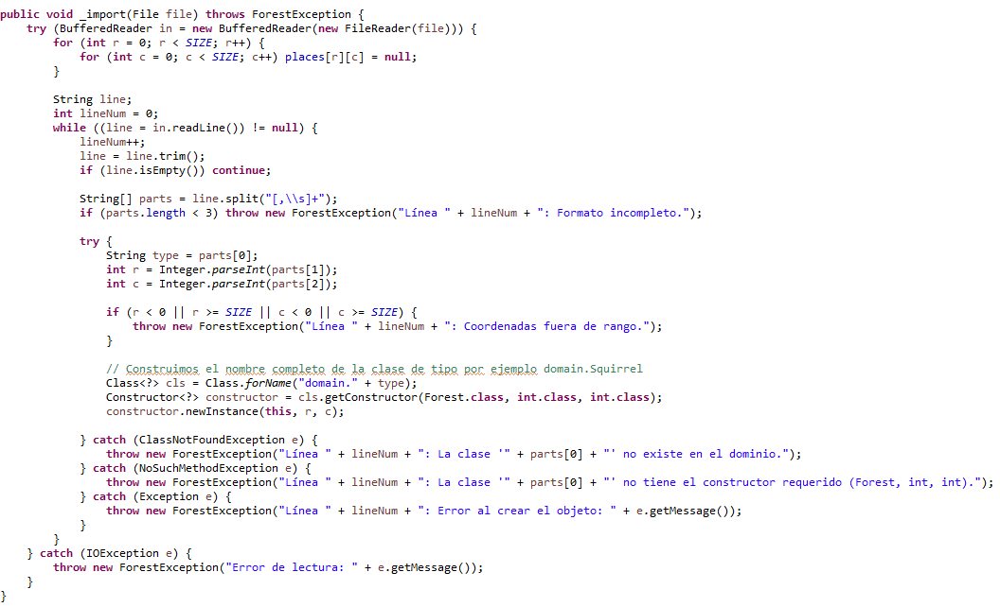 public void _import(File file) throws ForestException {
    try (BufferedReader in = new BufferedReader(new FileReader(file))) {
        for (int r = 0; r < SIZE; r++) {
            for (int c = 0; c < SIZE; c++) places[r][c] = null;
        }

        String line;
        int lineNum = 0;
        while ((line = in.readLine()) != null) {
            lineNum++;
            line = line.trim();
            if (line.isEmpty()) continue;

            String[] parts = line.split("[,\\s]+");
            if (parts.length < 3) throw new ForestException("Línea " + lineNum + ": Formato incompleto.");

            try {
                String type = parts[0];
                int r = Integer.parseInt(parts[1]);
                int c = Integer.parseInt(parts[2]);

                if (r < 0 || r >= SIZE || c < 0 || c >= SIZE) {
                    throw new ForestException("Línea " + lineNum + ": Coordenadas fuera de rango.");
                }

                // Construimos el nombre completo de la clase de tipo por ejemplo domain.Squirrel
                Class<?> cls = Class.forName("domain." + type);
                Constructor<?> constructor = cls.getConstructor(Forest.class, int.class, int.class);
                constructor.newInstance(this, r, c);

            } catch (ClassNotFoundException e) {
                throw new ForestException("Línea " + lineNum + ": La clase '" + parts[0] + "' no existe en el dominio.");
            } catch (NoSuchMethodException e) {
                throw new ForestException("Línea " + lineNum + ": La clase '" + parts[0] + "' no tiene el constructor requerido (Forest, int, int).");
            } catch (Exception e) {
                throw new ForestException("Línea " + lineNum + ": Error al crear el objeto: " + e.getMessage());
            }
        }
    } catch (IOException e) {
        throw new ForestException("Error de lectura: " + e.getMessage());
    }
}